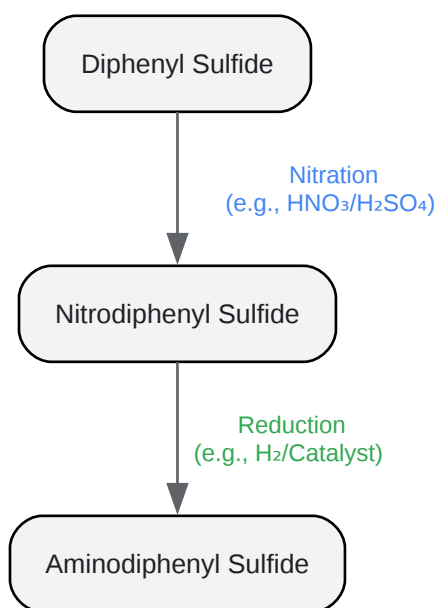 Diphenyl Sulfide
Nitration
(e.g., HNO₃/H₂SO₄)
Nitrodiphenyl Sulfide
Reduction
(e.g., H₂/Catalyst)
Aminodiphenyl Sulfide